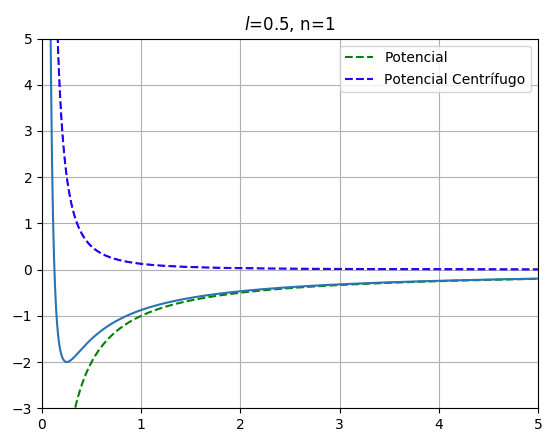 l=0.5, n=1
Potencial
Potencial Centrífugo
5
4
3
2
1
0
−1
−2
−3
0 1 2 3 4 5